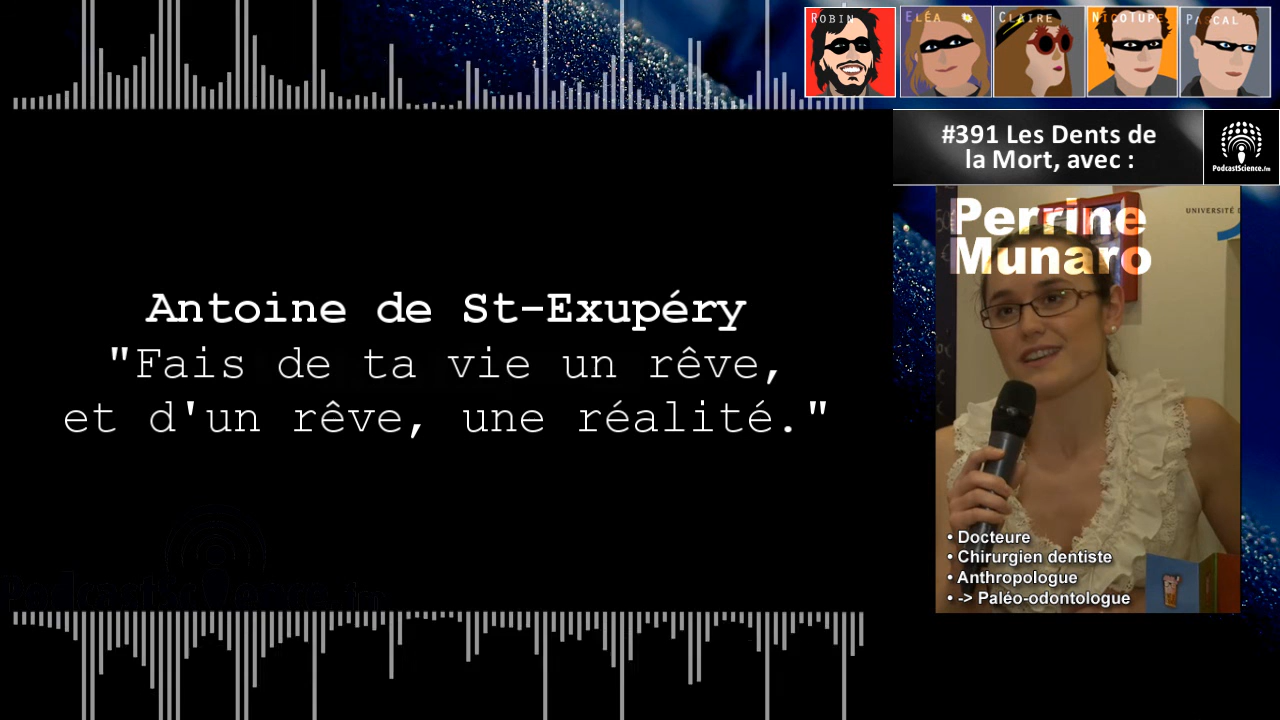 Robin
Eléa
Claire
Nicotupe
Pascal
#391 Les Dents de
la Mort, avec :
PodcastScience.fm
Perrine
Munaro
UNIVERSITÉ
Antoine de St-Exupéry
"Fais de ta vie un rêve,
et d'un rêve, une réalité."
• Docteure
• Chirurgien dentiste
• Anthropologue
• -> Paléo-odontologue